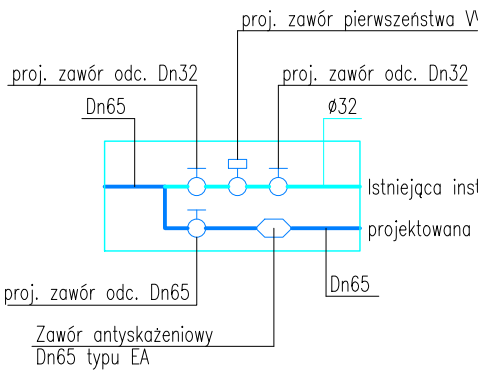 proj. zawór pierwszeństwa
proj. zawór odc. Dn32
proj. zawór odc. Dn32
Dn65
ø32
Istniejąca inst
projektowana
Dn65
proj. zawór odc. Dn65
Zawór antyskażeniowy
Dn65 typu EA